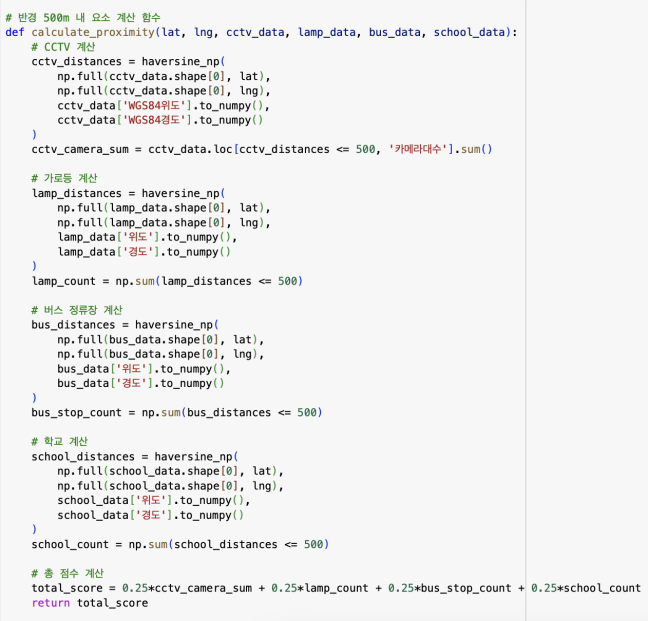 # 반경 500m 내 요소 계산 함수
def calculate_proximity(lat, lng, cctv_data, lamp_data, bus_data, school_data):
    # CCTV 계산
    cctv_distances = haversine_np(
        np.full(cctv_data.shape[0], lat),
        np.full(cctv_data.shape[0], lng),
        cctv_data['WGS84위도'].to_numpy(),
        cctv_data['WGS84경도'].to_numpy()
    )
    cctv_camera_sum = cctv_data.loc[cctv_distances <= 500, '카메라대수'].sum()

    # 가로등 계산
    lamp_distances = haversine_np(
        np.full(lamp_data.shape[0], lat),
        np.full(lamp_data.shape[0], lng),
        lamp_data['위도'].to_numpy(),
        lamp_data['경도'].to_numpy()
    )
    lamp_count = np.sum(lamp_distances <= 500)

    # 버스 정류장 계산
    bus_distances = haversine_np(
        np.full(bus_data.shape[0], lat),
        np.full(bus_data.shape[0], lng),
        bus_data['위도'].to_numpy(),
        bus_data['경도'].to_numpy()
    )
    bus_stop_count = np.sum(bus_distances <= 500)

    # 학교 계산
    school_distances = haversine_np(
        np.full(school_data.shape[0], lat),
        np.full(school_data.shape[0], lng),
        school_data['위도'].to_numpy(),
        school_data['경도'].to_numpy()
    )
    school_count = np.sum(school_distances <= 500)

    # 총 점수 계산
    total_score = 0.25*cctv_camera_sum + 0.25*lamp_count + 0.25*bus_stop_count + 0.25*school_count
    return total_score